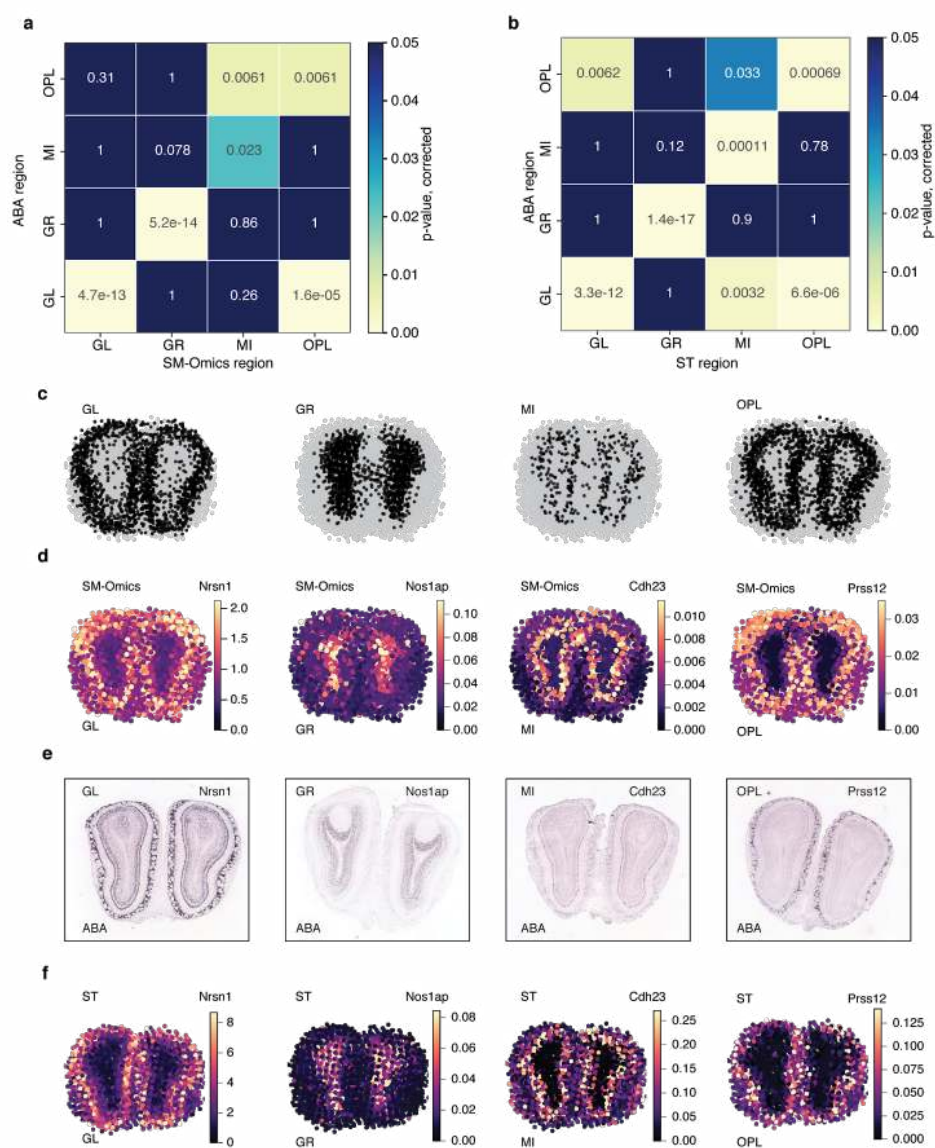 a
0.31 1 0.0061 0.0061
1 0.078 0.023 1
1 5.2e-14 0.86 1
4.7e-13 1 0.26 1.6e-05
OPL
MI
GR
GL
ABA region
GL GR MI OPL
SM-Omics region
0.05
0.04
0.03
0.02
0.01
0.00
p-value, corrected
b
0.0062 1 0.033 0.00069
1 0.12 0.00011 0.78
1 1.4e-17 0.9 1
3.3e-12 1 0.0032 6.6e-06
OPL
MI
GR
GL
ABA region
GL GR MI OPL
ST region
0.05
0.04
0.03
0.02
0.01
0.00
p-value, corrected
c
GL
GR
MI
OPL
d
SM-Omics Nrsn1
2.0
1.5
1.0
0.5
0.0
GL
SM-Omics Nos1ap
0.10
0.08
0.06
0.04
0.02
0.00
GR
SM-Omics Cdh23
0.010
0.008
0.006
0.004
0.002
0.000
MI
SM-Omics Prss12
0.03
0.02
0.01
0.00
OPL
e
GL Nrsn1
ABA
GR Nos1ap
ABA
MI Cdh23
ABA
OPL Prss12
ABA
f
ST Nrsn1
8
6
4
2
0
GL
ST Nos1ap
0.08
0.06
0.04
0.02
0.00
GR
ST Cdh23
0.25
0.20
0.15
0.10
0.05
0.00
MI
ST Prss12
0.125
0.100
0.075
0.050
0.025
0.000
OPL